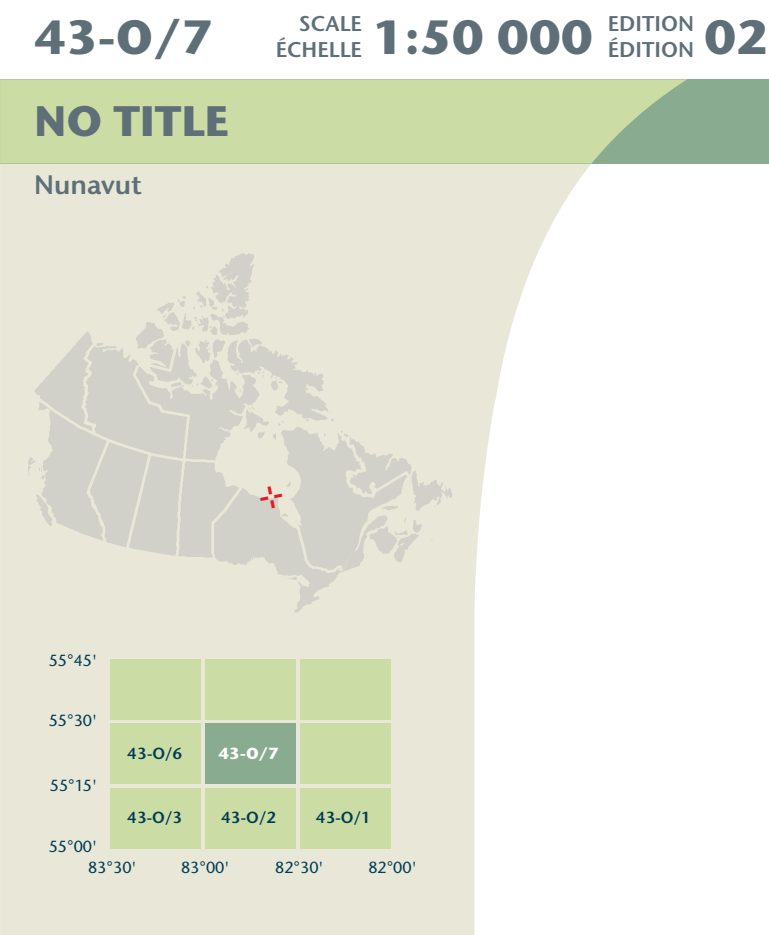 43-O/7
SCALE
ÉCHELLE
1:50 000
EDITION
ÉDITION
02
NO TITLE
Nunavut
55°45'
55°30'
43-O/6 43-O/7
55°15'
43-O/3 43-O/2 43-O/1
55°00'
83°30' 83°00' 82°30' 82°00'